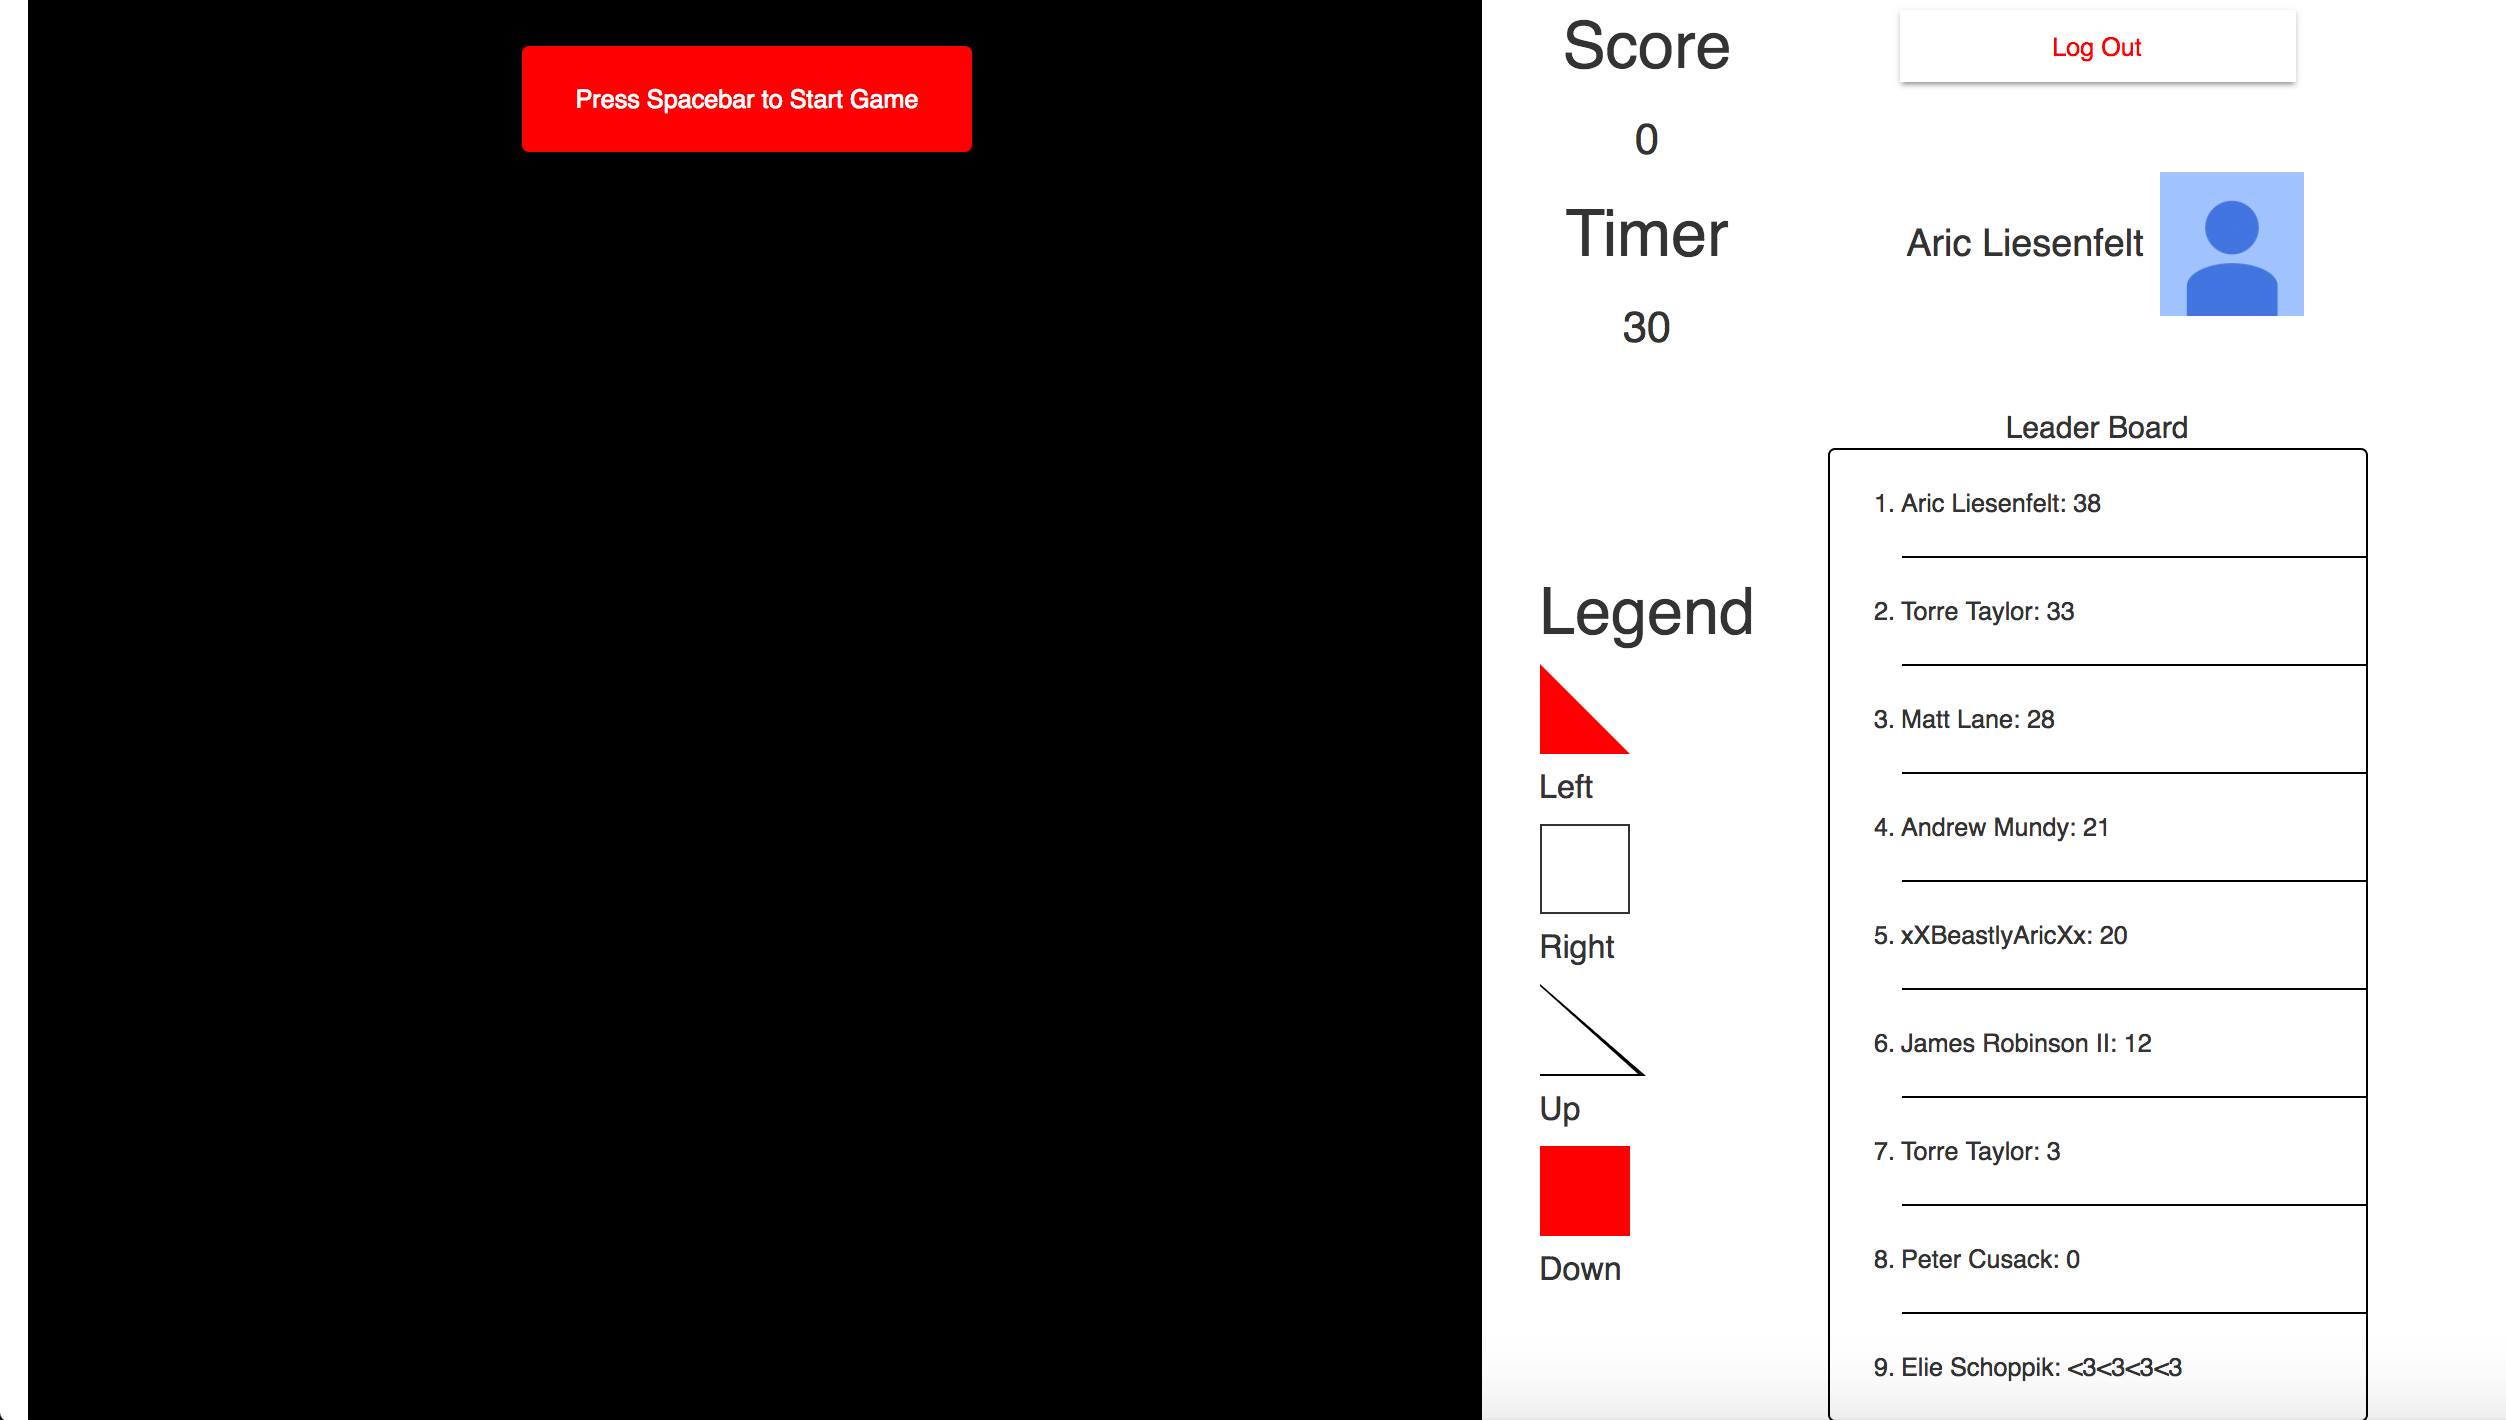 Press Spacebar to Start Game
Score
0
Timer
30
Legend
Left
Right
Up
Down
Log Out
Aric Liesenfelt
Leader Board
1. Aric Liesenfelt: 38
2. Torre Taylor: 33
3. Matt Lane: 28
4. Andrew Mundy: 21
5. xXBeastlyAricXx: 20
6. James Robinson II: 12
7. Torre Taylor: 3
8. Peter Cusack: 0
9. Elie Schoppik: <3<3<3<3